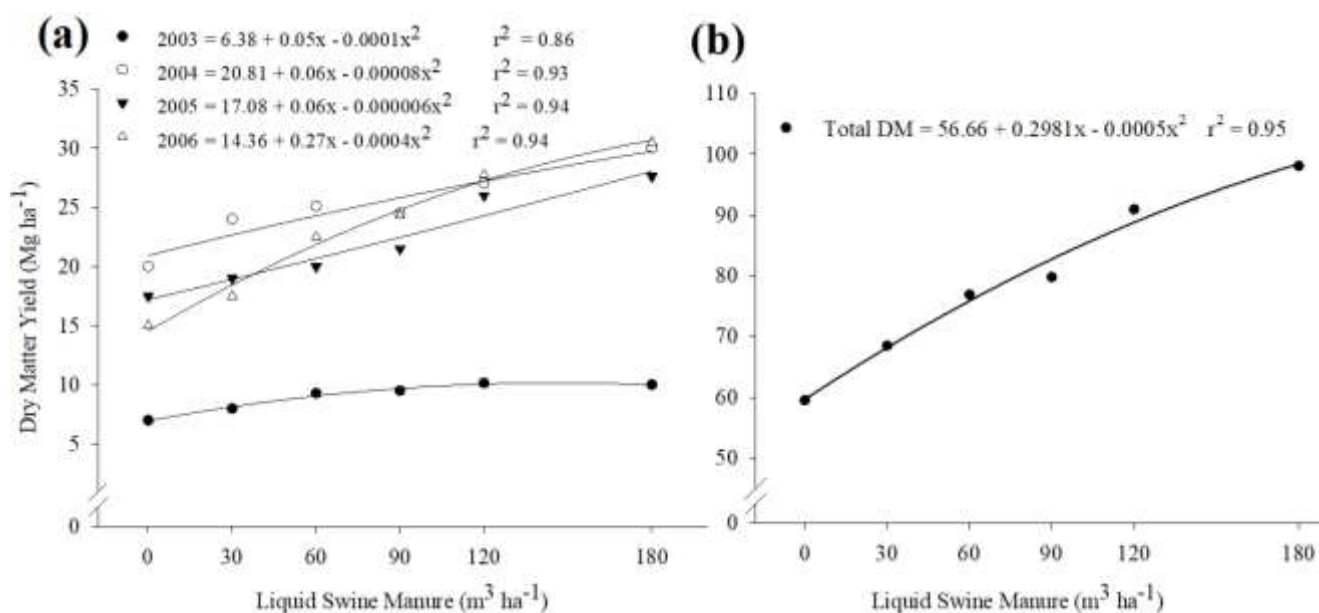 (a)
● 2003 = 6.38 + 0.05x - 0.0001x² r² = 0.86
○ 2004 = 20.81 + 0.06x - 0.00008x² r² = 0.93
▼ 2005 = 17.08 + 0.06x - 0.000006x² r² = 0.94
△ 2006 = 14.36 + 0.27x - 0.0004x² r² = 0.94
Dry Matter Yield (Mg ha⁻¹)
35
30
25
20
15
10
5
0
0 30 60 90 120 180
Liquid Swine Manure (m³ ha⁻¹)
(b)
● Total DM = 56.66 + 0.2981x - 0.0005x² r² = 0.95
110
100
90
80
70
60
50
0
0 30 60 90 120 180
Liquid Swine Manure (m³ ha⁻¹)